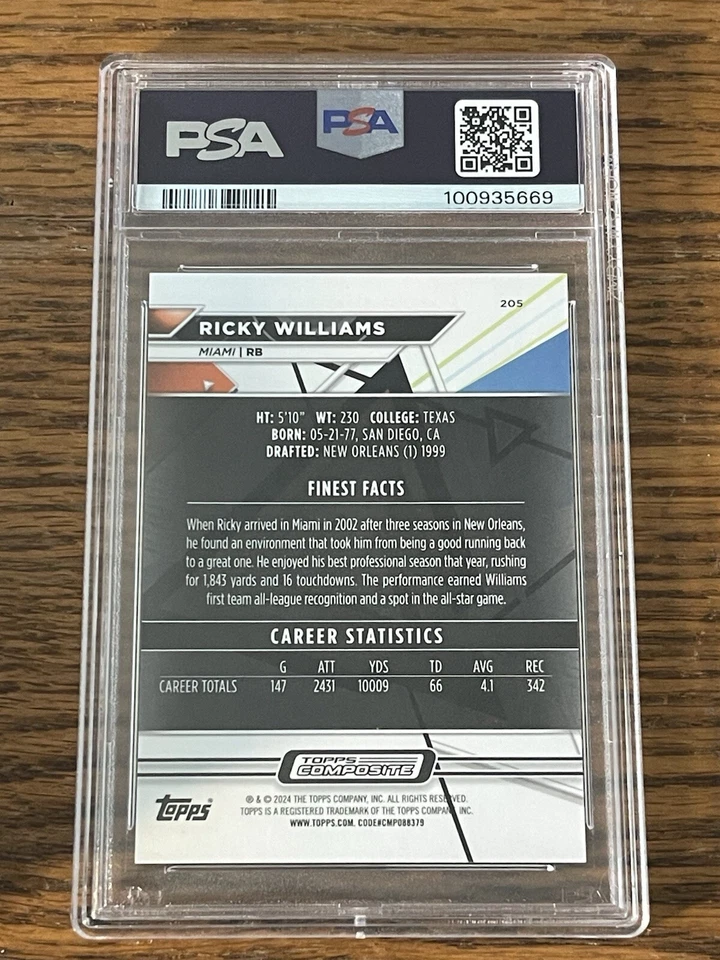 PSA PSA
100935669
205
RICKY WILLIAMS
MIAMI | RB
HT: 5'10" WT: 230 COLLEGE: TEXAS
BORN: 05-21-77, SAN DIEGO, CA
DRAFTED: NEW ORLEANS (1) 1999
FINEST FACTS
When Ricky arrived in Miami in 2002 after three seasons in New Orleans,
he found an environment that took him from being a good running back
to a great one. He enjoyed his best professional season that year, rushing
for 1,843 yards and 16 touchdowns. The performance earned Williams
first team all-league recognition and a spot in the all-star game.
CAREER STATISTICS
G ATT YDS TD AVG REC
CAREER TOTALS 147 2431 10009 66 4.1 342
TOPPS
COMPOSITE
Topps
® & © 2024 THE TOPPS COMPANY, INC. ALL RIGHTS RESERVED.
TOPPS IS A REGISTERED TRADEMARK OF THE TOPPS COMPANY, INC.
WWW.TOPPS.COM. CODE#CMP088379